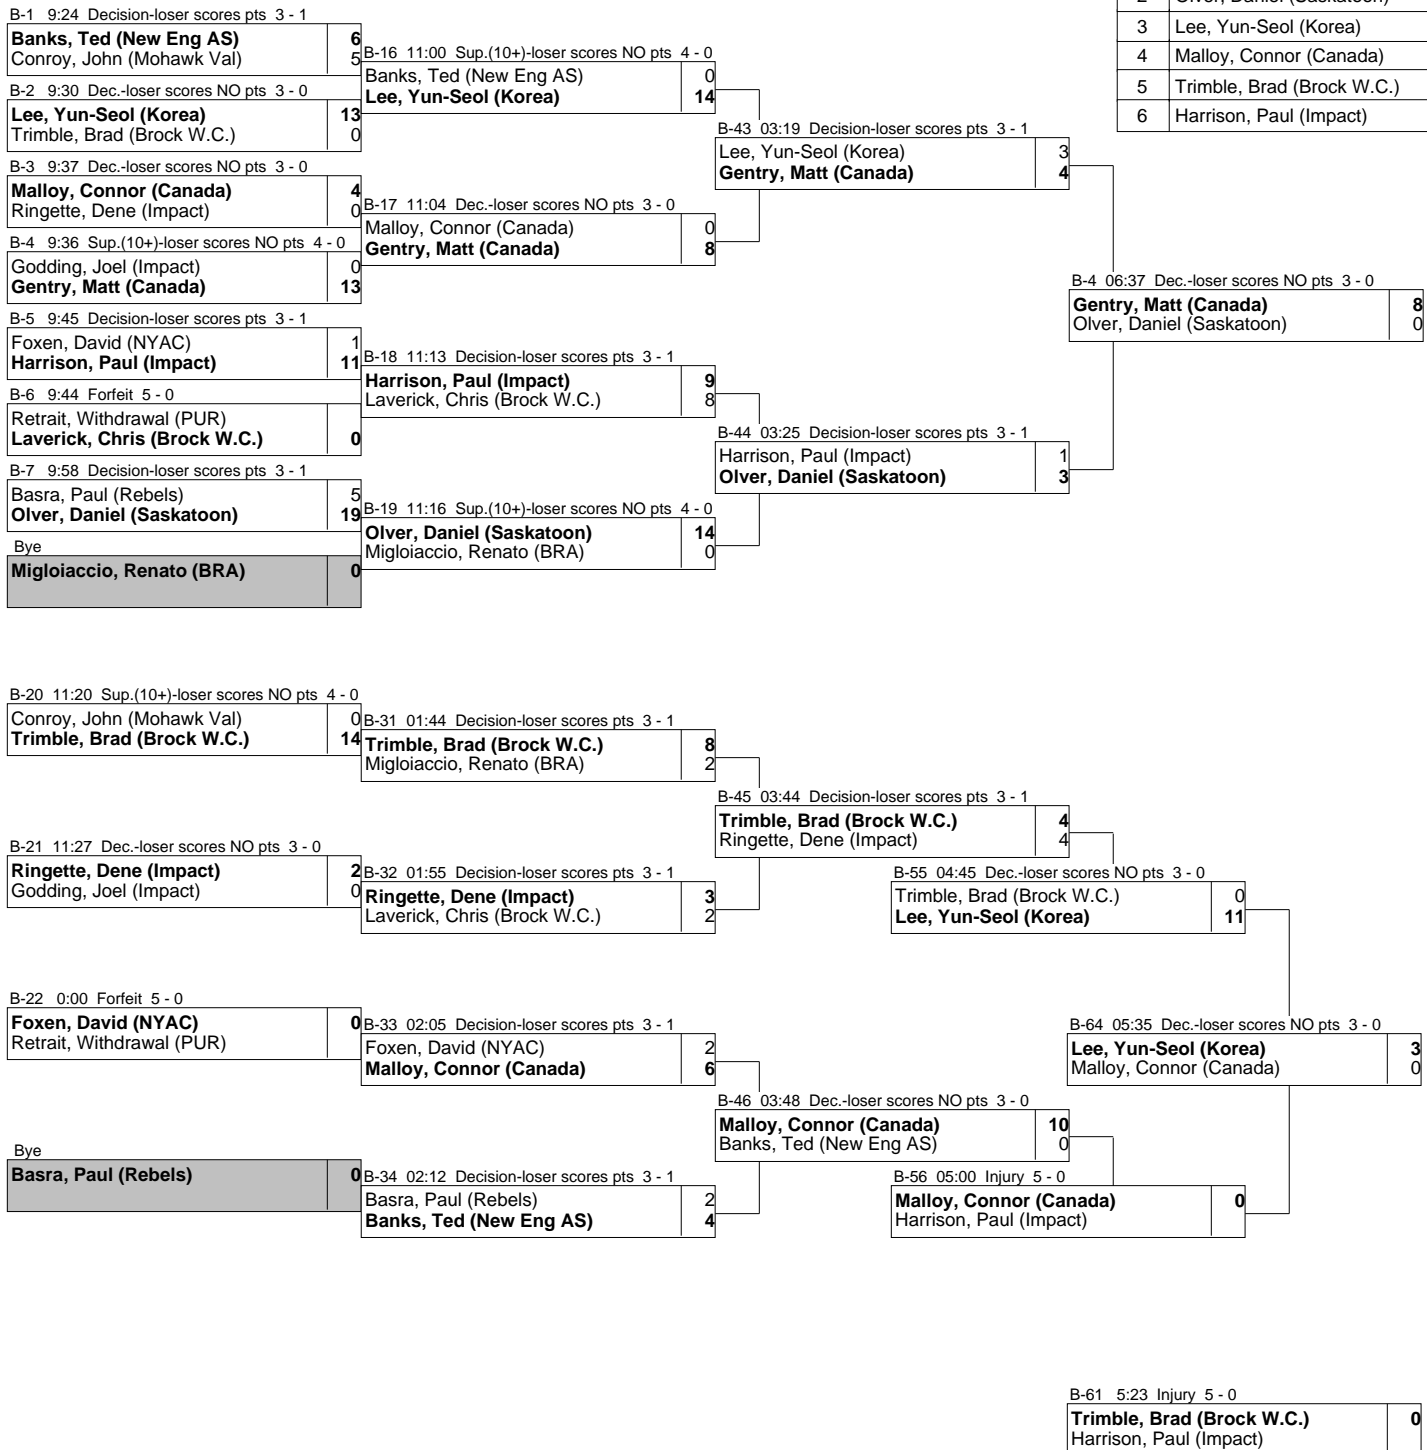 2 Olver, Daniel (Saskatoon)
3 Lee, Yun-Seol (Korea)
4 Malloy, Connor (Canada)
5 Trimble, Brad (Brock W.C.)
6 Harrison, Paul (Impact)
B-1 9:24 Decision-loser scores pts 3 - 1
Banks, Ted (New Eng AS) 6
Conroy, John (Mohawk Val) 5
B-2 9:30 Dec.-loser scores NO pts 3 - 0
Lee, Yun-Seol (Korea) 13
Trimble, Brad (Brock W.C.) 0
B-3 9:37 Dec.-loser scores NO pts 3 - 0
Malloy, Connor (Canada) 4
Ringette, Dene (Impact) 0
B-4 9:36 Sup.(10+)-loser scores NO pts 4 - 0
Godding, Joel (Impact) 0
Gentry, Matt (Canada) 13
B-5 9:45 Decision-loser scores pts 3 - 1
Foxen, David (NYAC) 1
Harrison, Paul (Impact) 11
B-6 9:44 Forfeit 5 - 0
Retrait, Withdrawal (PUR)
Laverick, Chris (Brock W.C.) 0
B-7 9:58 Decision-loser scores pts 3 - 1
Basra, Paul (Rebels) 5
Olver, Daniel (Saskatoon) 19
Bye
Migloiaccio, Renato (BRA) 0
B-16 11:00 Sup.(10+)-loser scores NO pts 4 - 0
Banks, Ted (New Eng AS) 0
Lee, Yun-Seol (Korea) 14
B-17 11:04 Dec.-loser scores NO pts 3 - 0
Malloy, Connor (Canada) 0
Gentry, Matt (Canada) 8
B-18 11:13 Decision-loser scores pts 3 - 1
Harrison, Paul (Impact) 9
Laverick, Chris (Brock W.C.) 8
B-19 11:16 Sup.(10+)-loser scores NO pts 4 - 0
Olver, Daniel (Saskatoon) 14
Migloiaccio, Renato (BRA) 0
B-43 03:19 Decision-loser scores pts 3 - 1
Lee, Yun-Seol (Korea) 3
Gentry, Matt (Canada) 4
B-44 03:25 Decision-loser scores pts 3 - 1
Harrison, Paul (Impact) 1
Olver, Daniel (Saskatoon) 3
B-4 06:37 Dec.-loser scores NO pts 3 - 0
Gentry, Matt (Canada) 8
Olver, Daniel (Saskatoon) 0
B-20 11:20 Sup.(10+)-loser scores NO pts 4 - 0
Conroy, John (Mohawk Val) 0
Trimble, Brad (Brock W.C.) 14
B-21 11:27 Dec.-loser scores NO pts 3 - 0
Ringette, Dene (Impact) 2
Godding, Joel (Impact) 0
B-22 0:00 Forfeit 5 - 0
Foxen, David (NYAC) 0
Retrait, Withdrawal (PUR)
Bye
Basra, Paul (Rebels) 0
B-31 01:44 Decision-loser scores pts 3 - 1
Trimble, Brad (Brock W.C.) 8
Migloiaccio, Renato (BRA) 2
B-32 01:55 Decision-loser scores pts 3 - 1
Ringette, Dene (Impact) 3
Laverick, Chris (Brock W.C.) 2
B-33 02:05 Decision-loser scores pts 3 - 1
Foxen, David (NYAC) 2
Malloy, Connor (Canada) 6
B-34 02:12 Decision-loser scores pts 3 - 1
Basra, Paul (Rebels) 2
Banks, Ted (New Eng AS) 4
B-45 03:44 Decision-loser scores pts 3 - 1
Trimble, Brad (Brock W.C.) 4
Ringette, Dene (Impact) 4
B-46 03:48 Dec.-loser scores NO pts 3 - 0
Malloy, Connor (Canada) 10
Banks, Ted (New Eng AS) 0
B-55 04:45 Dec.-loser scores NO pts 3 - 0
Trimble, Brad (Brock W.C.) 0
Lee, Yun-Seol (Korea) 11
B-56 05:00 Injury 5 - 0
Malloy, Connor (Canada) 0
Harrison, Paul (Impact)
B-64 05:35 Dec.-loser scores NO pts 3 - 0
Lee, Yun-Seol (Korea) 3
Malloy, Connor (Canada) 0
B-61 5:23 Injury 5 - 0
Trimble, Brad (Brock W.C.) 0
Harrison, Paul (Impact)